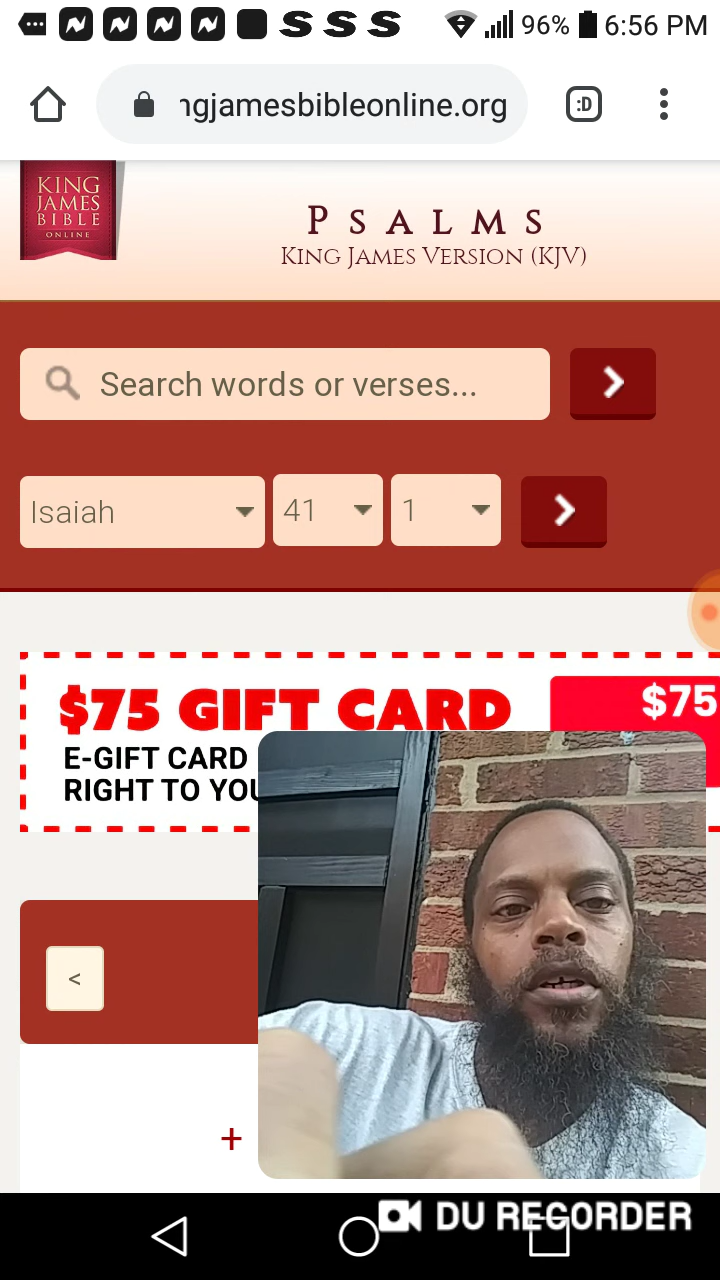 96% 6:56 PM
ngjamesbibleonline.org :D
KING
JAMES
BIBLE
ONLINE
PSALMS
KING JAMES VERSION (KJV)
Search words or verses...
Isaiah 41 1
$75 GIFT CARD $75
E-GIFT CARD
RIGHT TO YOU
<
+
DU RECORDER